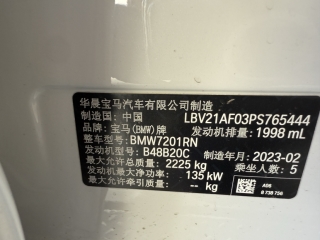 华晨宝马汽车有限公司制造
制造国：中国 LBV21AF03PS765444
品牌：宝马(BMW)牌 发动机排量：1998 mL
整车型号：BMW7201RN
发动机型号：B48B20C 制造年月：2023-02
最大允许总质量：2225 kg 乘坐人数：5
发动机最大净功率：135 kW
最大允许牵引质量：— kg
A98
8 738 756